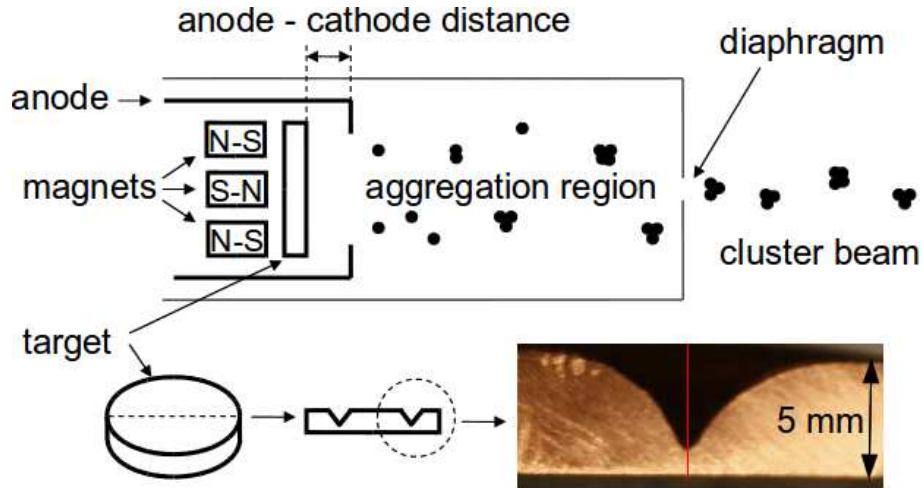 anode - cathode distance
diaphragm
anode
N-S
magnets
S-N
aggregation region
N-S
cluster beam
target
5 mm